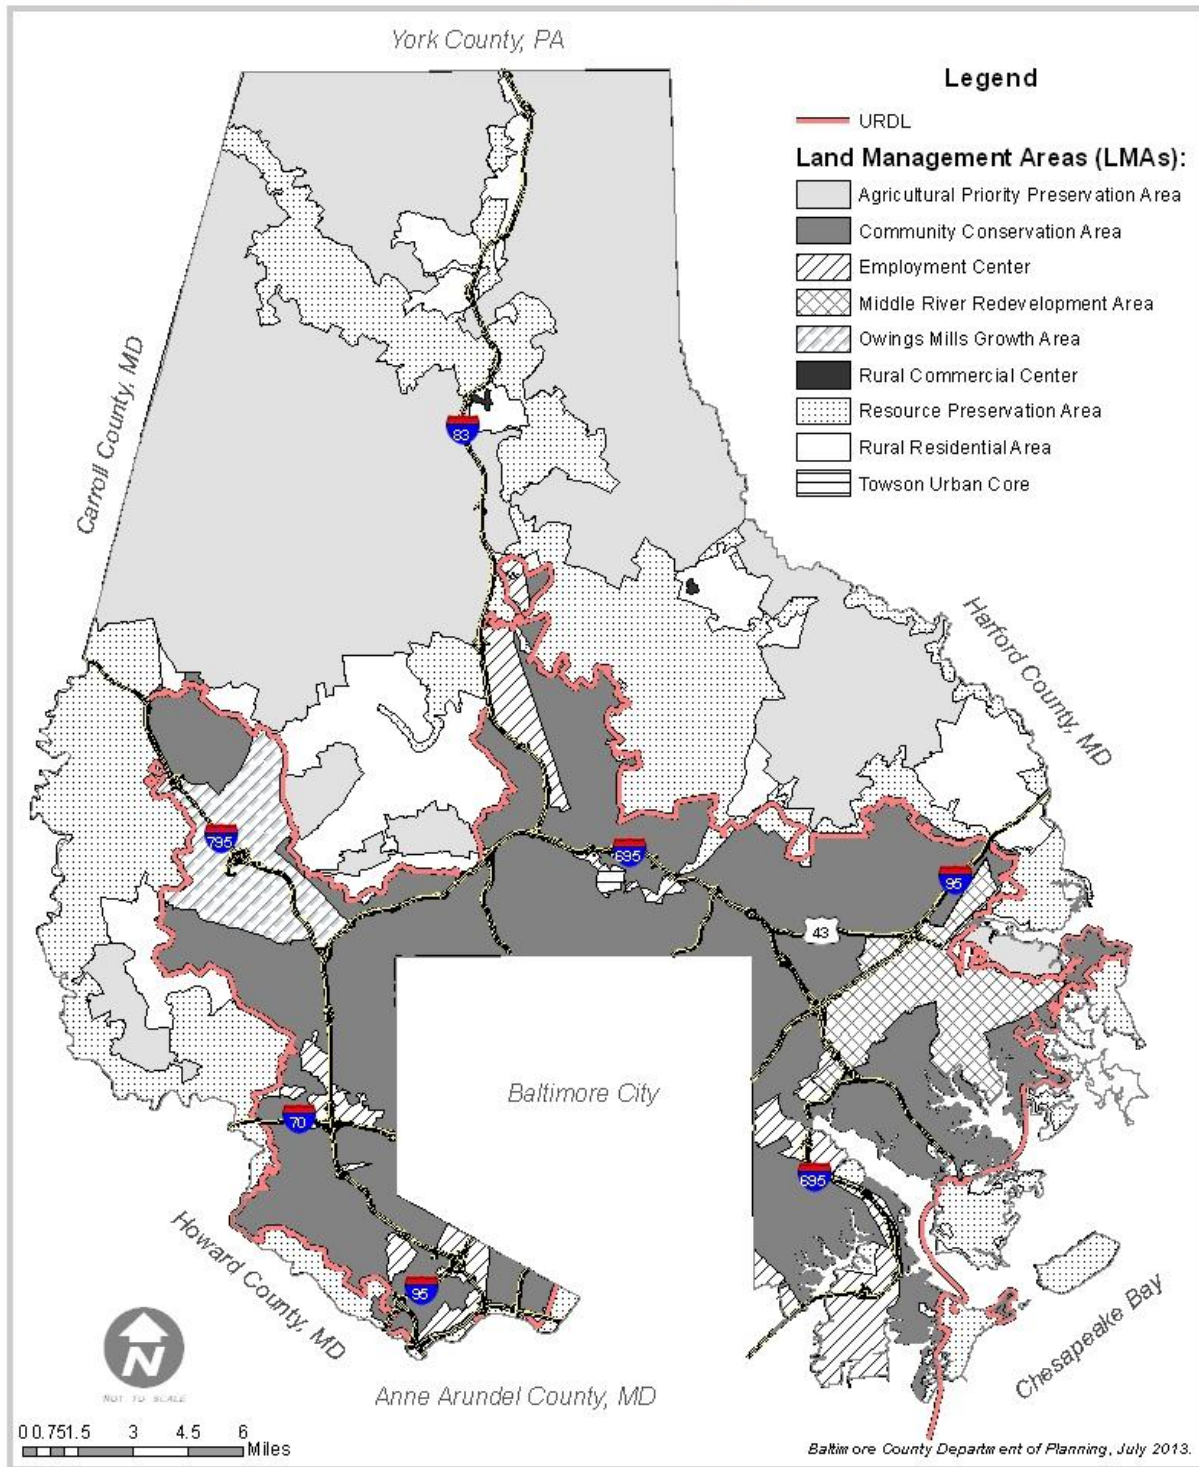 York County, PA
Legend
URDL
Land Management Areas (LMAs):
Agricultural Priority Preservation Area
Community Conservation Area
Employment Center
Middle River Redevelopment Area
Owings Mills Growth Area
Rural Commercial Center
Resource Preservation Area
Rural Residential Area
Towson Urban Core
Carroll County, MD
83
Harford County, MD
795
695
95
43
Baltimore City
70
695
Howard County, MD
95
Chesapeake Bay
N
NOT TO SCALE
Anne Arundel County, MD
0 0.75 1.5 3 4.5 6
Miles
Baltimore County Department of Planning, July 2013.